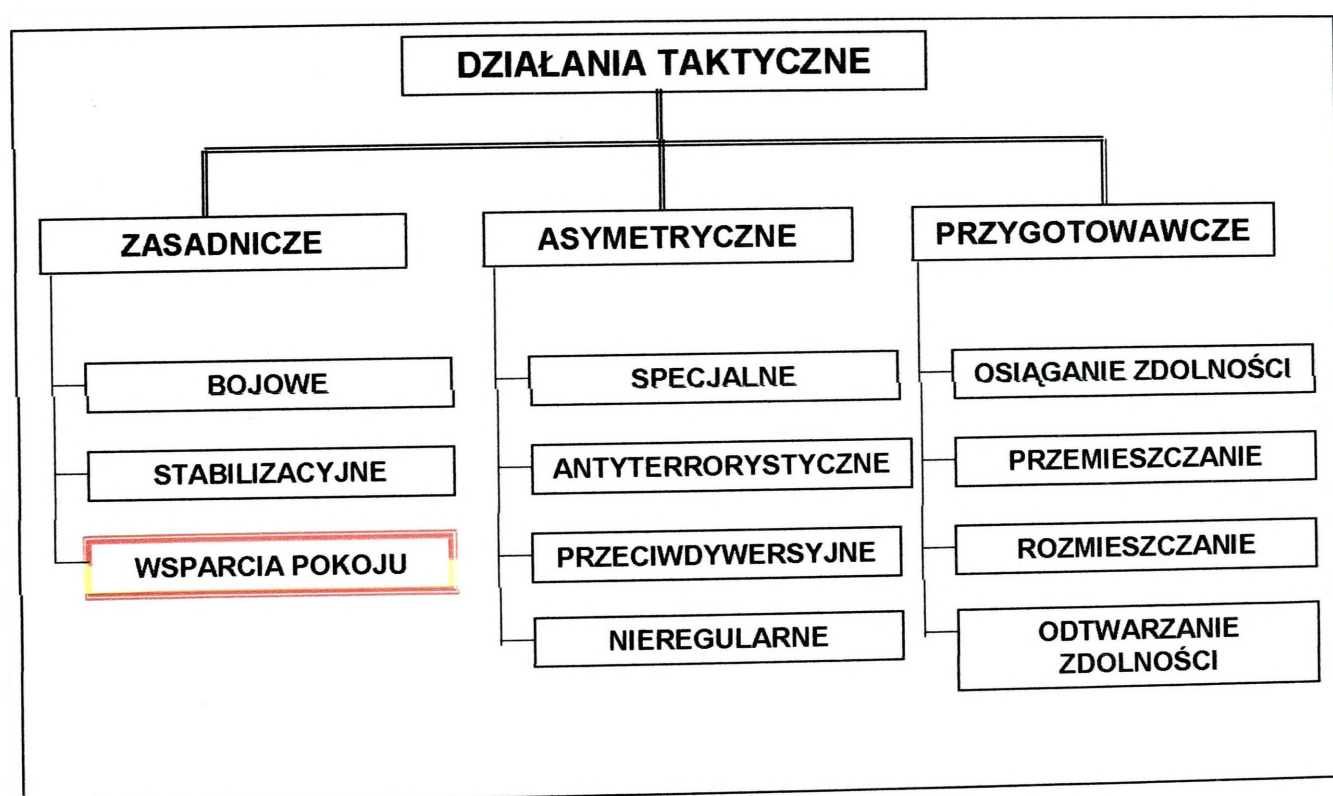 DZIAŁANIA TAKTYCZNE
ZASADNICZE
BOJOWE
STABILIZACYJNE
WSPARCIA POKOJU
ASYMETRYCZNE
SPECJALNE
ANTYTERRORYSTYCZNE
PRZECIWDYWERSYJNE
NIEREGULARNE
PRZYGOTOWAWCZE
OSIĄGANIE ZDOLNOŚCI
PRZEMIESZCZANIE
ROZMIESZCZANIE
ODTWARZANIE
ZDOLNOŚCI